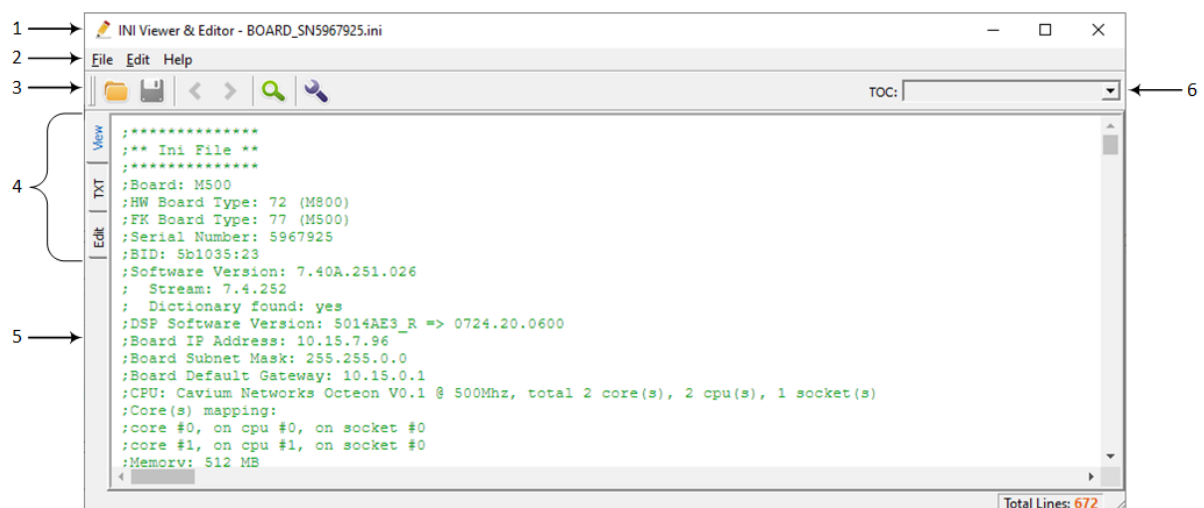 1
INI Viewer & Editor - BOARD_SN5967925.ini
2
File Edit Help
3
TOC:
6
4
View
TXT
Edit
;**************
;** Ini File **
;**************
;Board: M500
;HW Board Type: 72 (M800)
;FK Board Type: 77 (M500)
;Serial Number: 5967925
;BID: 5b1035:23
;Software Version: 7.40A.251.026
;  Stream: 7.4.252
;  Dictionary found: yes
;DSP Software Version: 5014AE3_R => 0724.20.0600
5
;Board IP Address: 10.15.7.96
;Board Subnet Mask: 255.255.0.0
;Board Default Gateway: 10.15.0.1
;CPU: Cavium Networks Octeon V0.1 @ 500Mhz, total 2 core(s), 2 cpu(s), 1 socket(s)
;Core(s) mapping:
;core #0, on cpu #0, on socket #0
;core #1, on cpu #1, on socket #0
;Memory: 512 MB
Total Lines: 672